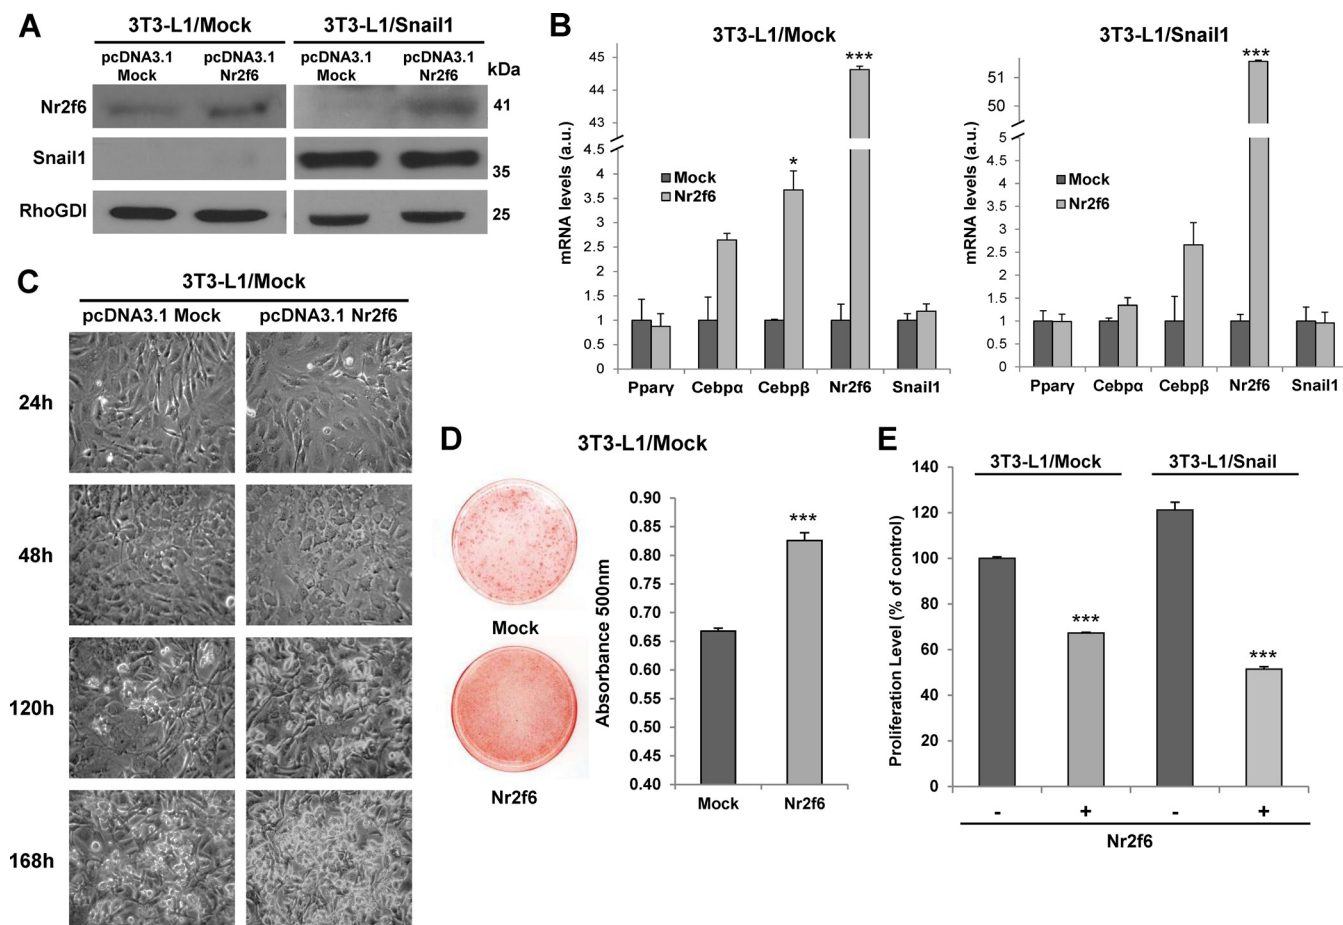 A
3T3-L1/Mock
3T3-L1/Snail1
pcDNA3.1 Mock
pcDNA3.1 Nr2f6
pcDNA3.1 Mock
pcDNA3.1 Nr2f6
kDa
Nr2f6
41
Snail1
35
RhoGDI
25
B
3T3-L1/Mock
mRNA levels (a.u.)
45
44
43
4.5
4
3.5
3
2.5
2
1.5
1
0.5
0
Mock
Nr2f6
*
***
Pparγ Cebpα Cebpβ Nr2f6 Snail1
3T3-L1/Snail1
mRNA levels (a.u.)
51
50
5
4.5
4
3.5
3
2.5
2
1.5
1
0.5
0
Mock
Nr2f6
***
Pparγ Cebpα Cebpβ Nr2f6 Snail1
C
3T3-L1/Mock
pcDNA3.1 Mock pcDNA3.1 Nr2f6
24h
48h
120h
168h
D
3T3-L1/Mock
Mock
Nr2f6
Absorbance 500nm
0.90
0.85
0.80
0.75
0.70
0.65
0.60
0.55
0.50
0.45
0.40
***
Mock Nr2f6
E
3T3-L1/Mock
3T3-L1/Snail
Proliferation Level (% of control)
140
120
100
80
60
40
20
0
***
***
- + - +
Nr2f6